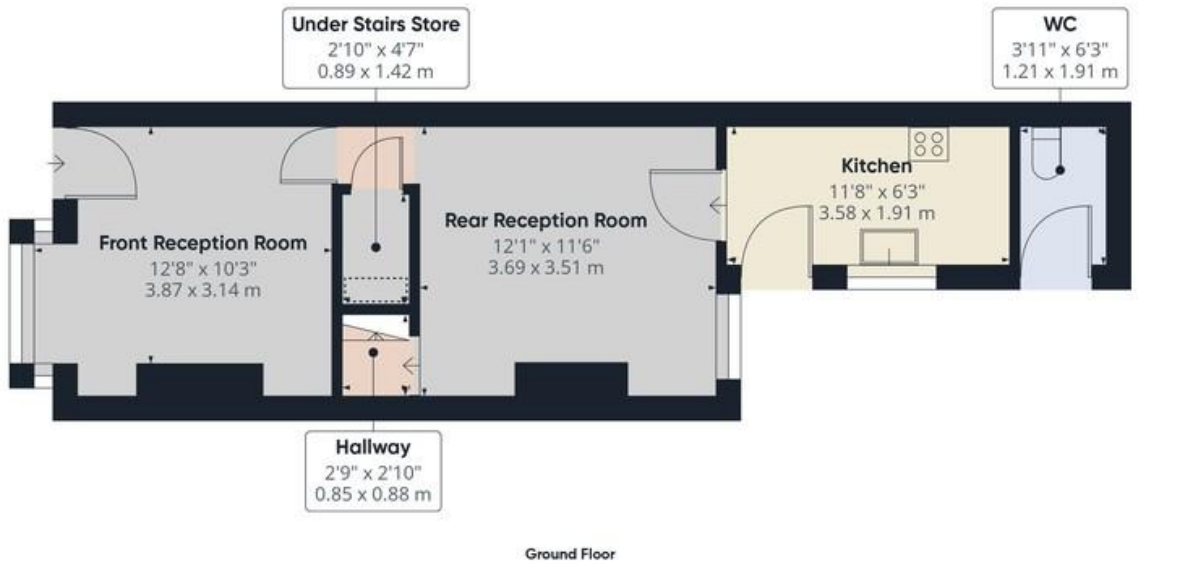 Under Stairs Store
2'10" x 4'7"
0.89 x 1.42 m
WC
3'11" x 6'3"
1.21 x 1.91 m
Kitchen
11'8" x 6'3"
3.58 x 1.91 m
Rear Reception Room
12'1" x 11'6"
3.69 x 3.51 m
Front Reception Room
12'8" x 10'3"
3.87 x 3.14 m
Hallway
2'9" x 2'10"
0.85 x 0.88 m
Ground Floor